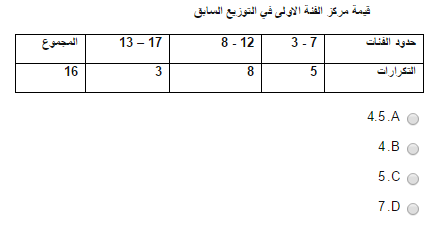 قيمة مركز الفئة الاولى في التوزيع السابق
حدود الفئات 3 - 7 8 - 12 13 – 17 المجموع
التكرارات 5 8 3 16
4.5.A
4.B
5.C
7.D